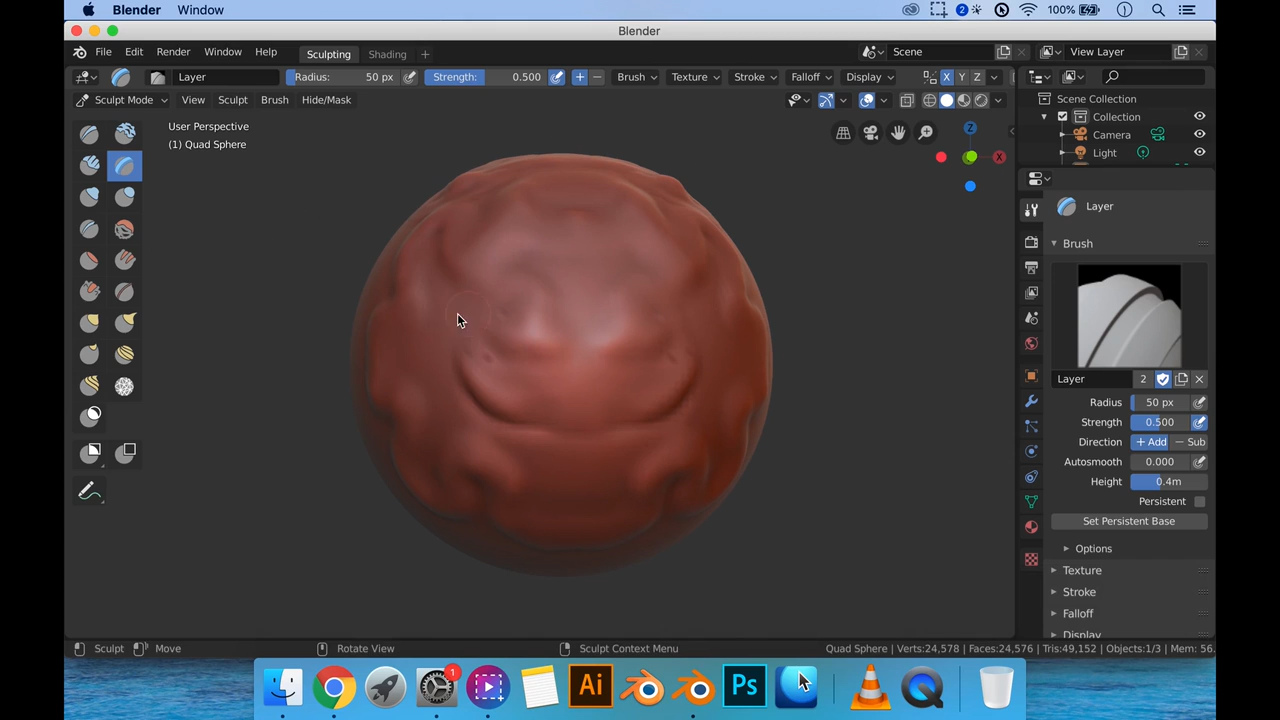 Blender Window 2 100%
Blender
File Edit Render Window Help Sculpting Shading + Scene View Layer
Layer Radius: 50 px Strength: 0.500 + − Brush Texture Stroke Falloff Display X Y Z
Sculpt Mode View Sculpt Brush Hide/Mask
Scene Collection
Collection
Camera
Light
User Perspective
(1) Quad Sphere
Z
X
Layer
Brush
Layer 2
Radius 50 px
Strength 0.500
Direction + Add − Sub
Autosmooth 0.000
Height 0.4m
Persistent
Set Persistent Base
Options
Texture
Stroke
Falloff
Display
Sculpt Move Rotate View Sculpt Context Menu Quad Sphere | Verts:24,578 | Faces:24,576 | Tris:49,152 | Objects:1/3 | Mem: 56.
1 Ai Ps